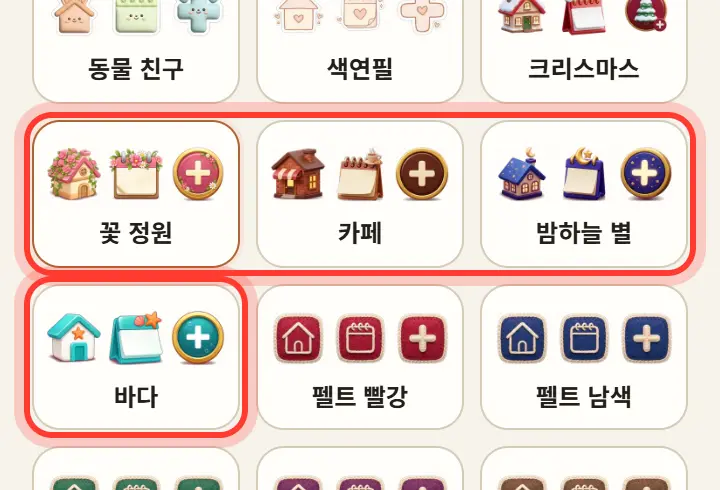 동물 친구
색연필
크리스마스
꽃 정원
카페
밤하늘 별
바다
펠트 빨강
펠트 남색